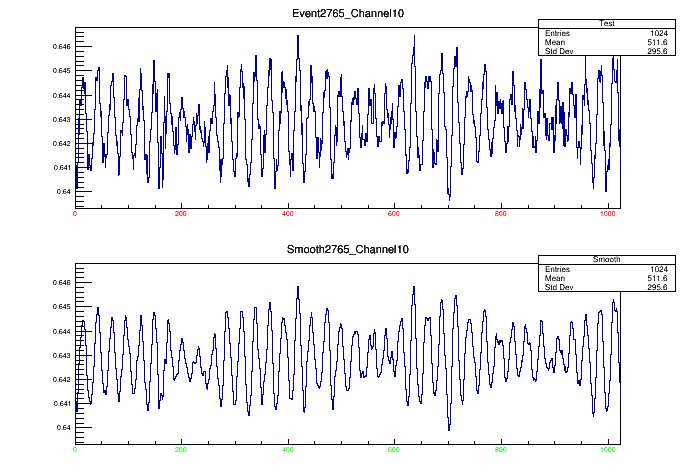 Event2765_Channel10
Test
Entries 1024
Mean 511.6
Std Dev 295.6
0.646
0.645
0.644
0.643
0.642
0.641
0.64
0 200 400 600 800 1000
Smooth2765_Channel10
Smooth
Entries 1024
Mean 511.6
Std Dev 295.6
0.646
0.645
0.644
0.643
0.642
0.641
0.64
0 200 400 600 800 1000